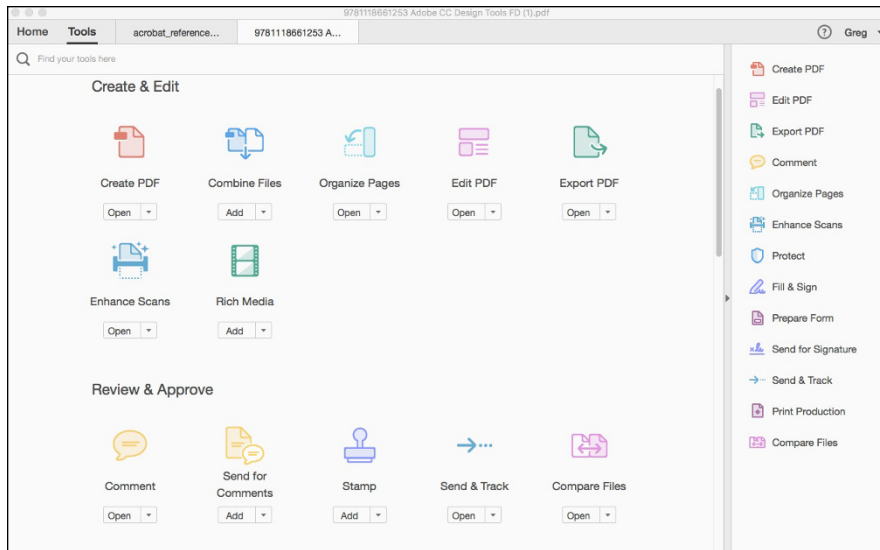 9781118661253 Adobe CC Design Tools FD (1).pdf
Home Tools acrobat_reference... 9781118661253 A... Greg
Find your tools here
Create & Edit
Create PDF Combine Files Organize Pages Edit PDF Export PDF
Open Add Open Open Open
Enhance Scans Rich Media
Open Add
Review & Approve
Comment Send for Comments Stamp Send & Track Compare Files
Open Add Add Open Open
Create PDF
Edit PDF
Export PDF
Comment
Organize Pages
Enhance Scans
Protect
Fill & Sign
Prepare Form
Send for Signature
Send & Track
Print Production
Compare Files